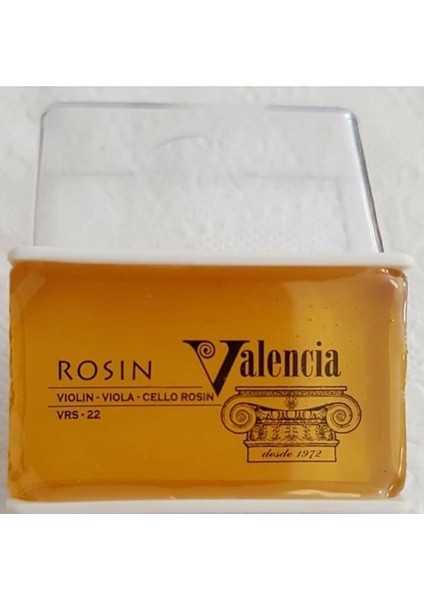 ROSIN
VIOLIN - VIOLA - CELLO ROSIN
VRS - 22
Valencia
desde 1972